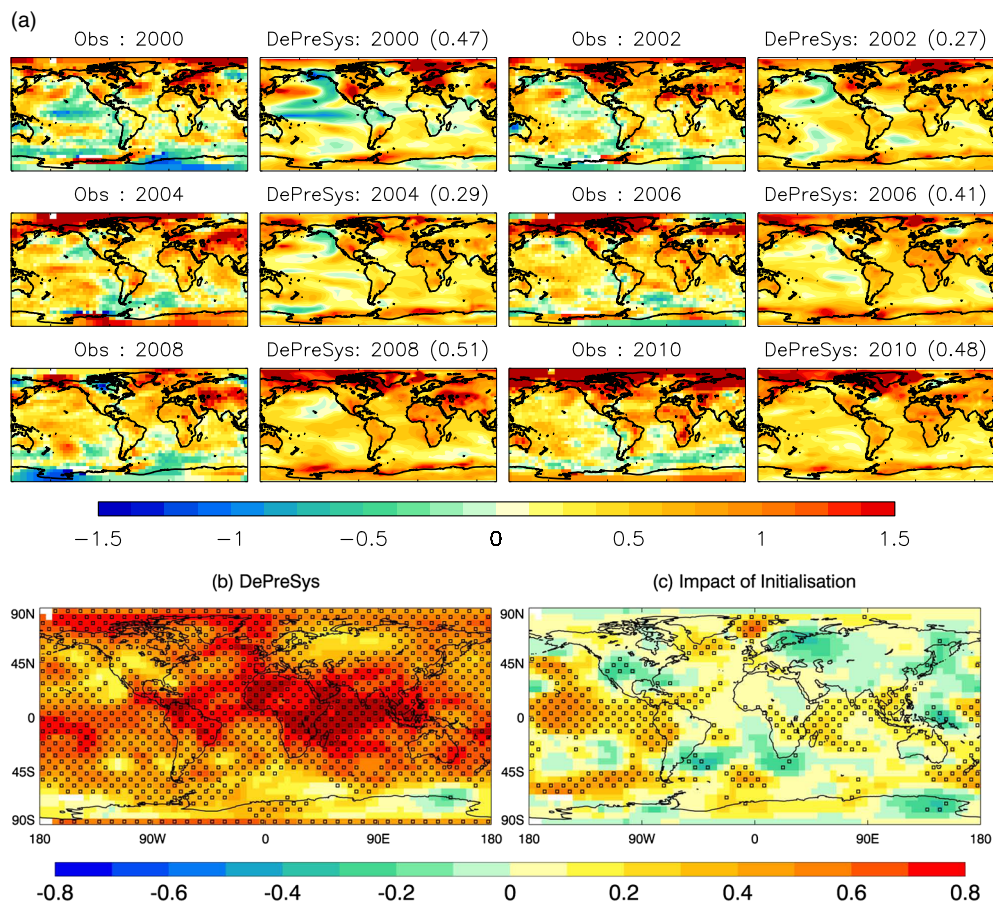 (a)
Obs : 2000 DePreSys: 2000 (0.47) Obs : 2002 DePreSys: 2002 (0.27)
Obs : 2004 DePreSys: 2004 (0.29) Obs : 2006 DePreSys: 2006 (0.41)
Obs : 2008 DePreSys: 2008 (0.51) Obs : 2010 DePreSys: 2010 (0.48)
−1.5 −1 −0.5 0 0.5 1 1.5
(b) DePreSys (c) Impact of Initialisation
90N 90N
45N 45N
0 0
45S 45S
90S 90S
180 90W 0 90E 180 180 90W 0 90E 180
-0.8 -0.6 -0.4 -0.2 0 0.2 0.4 0.6 0.8